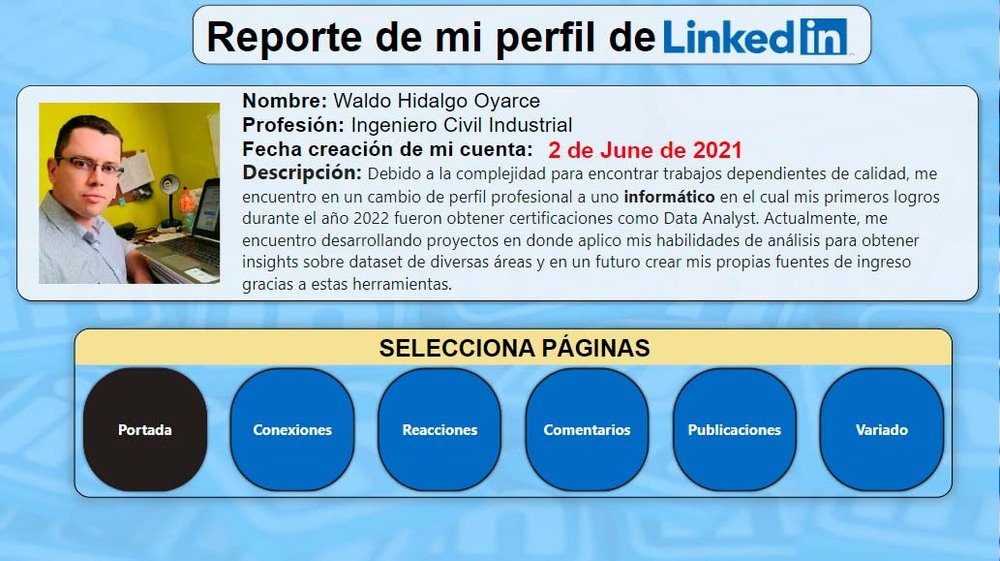 Reporte de mi perfil de Linkedin
Nombre: Waldo Hidalgo Oyarce
Profesión: Ingeniero Civil Industrial
Fecha creación de mi cuenta: 2 de June de 2021
Descripción: Debido a la complejidad para encontrar trabajos dependientes de calidad, me
encuentro en un cambio de perfil profesional a uno informático en el cual mis primeros logros
durante el año 2022 fueron obtener certificaciones como Data Analyst. Actualmente, me
encuentro desarrollando proyectos en donde aplico mis habilidades de análisis para obtener
insights sobre dataset de diversas áreas y en un futuro crear mis propias fuentes de ingreso
gracias a estas herramientas.
SELECCIONA PÁGINAS
Portada
Conexiones
Reacciones
Comentarios
Publicaciones
Variado